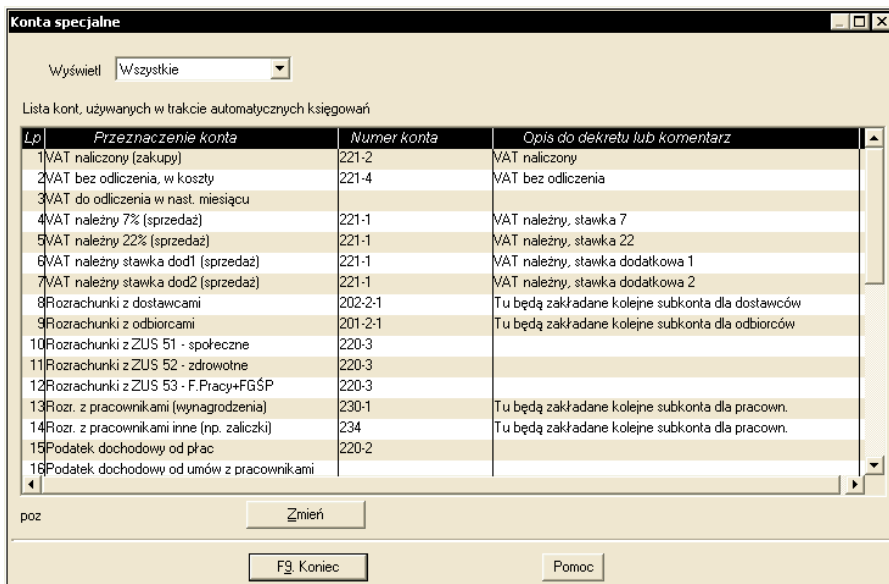 Konta specjalne
Wyświetl Wszystkie
Lista kont, używanych w trakcie automatycznych księgowań
Lp Przeznaczenie konta Numer konta Opis do dekretu lub komentarz
1 VAT naliczony (zakupy) 221-2 VAT naliczony
2 VAT bez odliczenia, w koszty 221-4 VAT bez odliczenia
3 VAT do odliczenia w nast. miesiącu
4 VAT należny 7% (sprzedaż) 221-1 VAT należny, stawka 7
5 VAT należny 22% (sprzedaż) 221-1 VAT należny, stawka 22
6 VAT należny stawka dod1 (sprzedaż) 221-1 VAT należny, stawka dodatkowa 1
7 VAT należny stawka dod2 (sprzedaż) 221-1 VAT należny, stawka dodatkowa 2
8 Rozrachunki z dostawcami 202-2-1 Tu będą zakładane kolejne subkonta dla dostawców
9 Rozrachunki z odbiorcami 201-2-1 Tu będą zakładane kolejne subkonta dla odbiorców
10 Rozrachunki z ZUS 51 - społeczne 220-3
11 Rozrachunki z ZUS 52 - zdrowotne 220-3
12 Rozrachunki z ZUS 53 - F.Pracy+FGŚP 220-3
13 Rozr. z pracownikami (wynagrodzenia) 230-1 Tu będą zakładane kolejne subkonta dla pracown.
14 Rozr. z pracownikami inne (np. zaliczki) 234 Tu będą zakładane kolejne subkonta dla pracown.
15 Podatek dochodowy od płac 220-2
16 Podatek dochodowy od umów z pracownikami
poz Zmień
F9. Koniec Pomoc